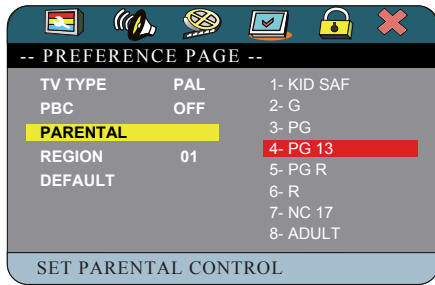 -- PREFERENCE PAGE --
TV TYPE PAL
PBC OFF
PARENTAL
REGION 01
DEFAULT
1- KID SAF
2- G
3- PG
4- PG 13
5- PG R
6- R
7- NC 17
8- ADULT
SET PARENTAL CONTROL